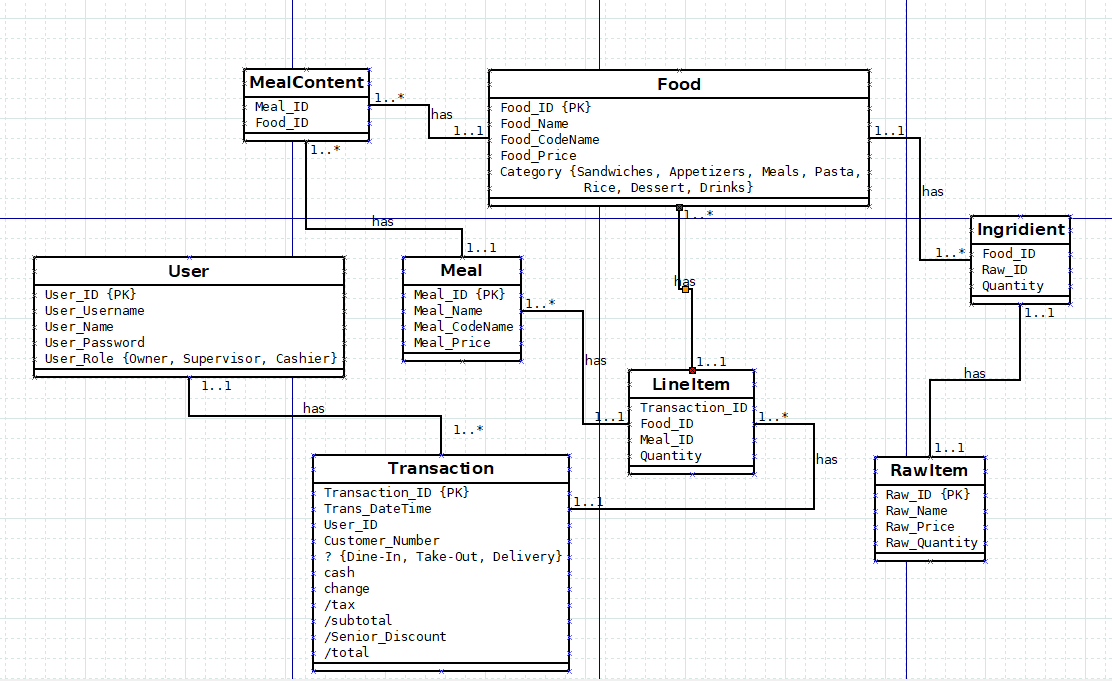 MealContent
Meal_ID
Food_ID
1..*
has
1..1
1..*
Food
Food_ID {PK}
Food_Name
Food_CodeName
Food_Price
Category {Sandwiches, Appetizers, Meals, Pasta,
Rice, Dessert, Drinks}
1..1
has
1..*
1..*
has
1..1
Ingridient
Food_ID
Raw_ID
Quantity
1..1
has
1..1
has
1..1
User
User_ID {PK}
User_Username
User_Name
User_Password
User_Role {Owner, Supervisor, Cashier}
1..1
has
1..*
Meal
Meal_ID {PK}
Meal_Name
Meal_CodeName
Meal_Price
1..*
has
1..1
LineItem
Transaction_ID
Food_ID
Meal_ID
Quantity
1..*
has
1..1
Transaction
Transaction_ID {PK}
Trans_DateTime
User_ID
Customer_Number
? {Dine-In, Take-Out, Delivery}
cash
change
/tax
/subtotal
/Senior_Discount
/total
RawItem
Raw_ID {PK}
Raw_Name
Raw_Price
Raw_Quantity